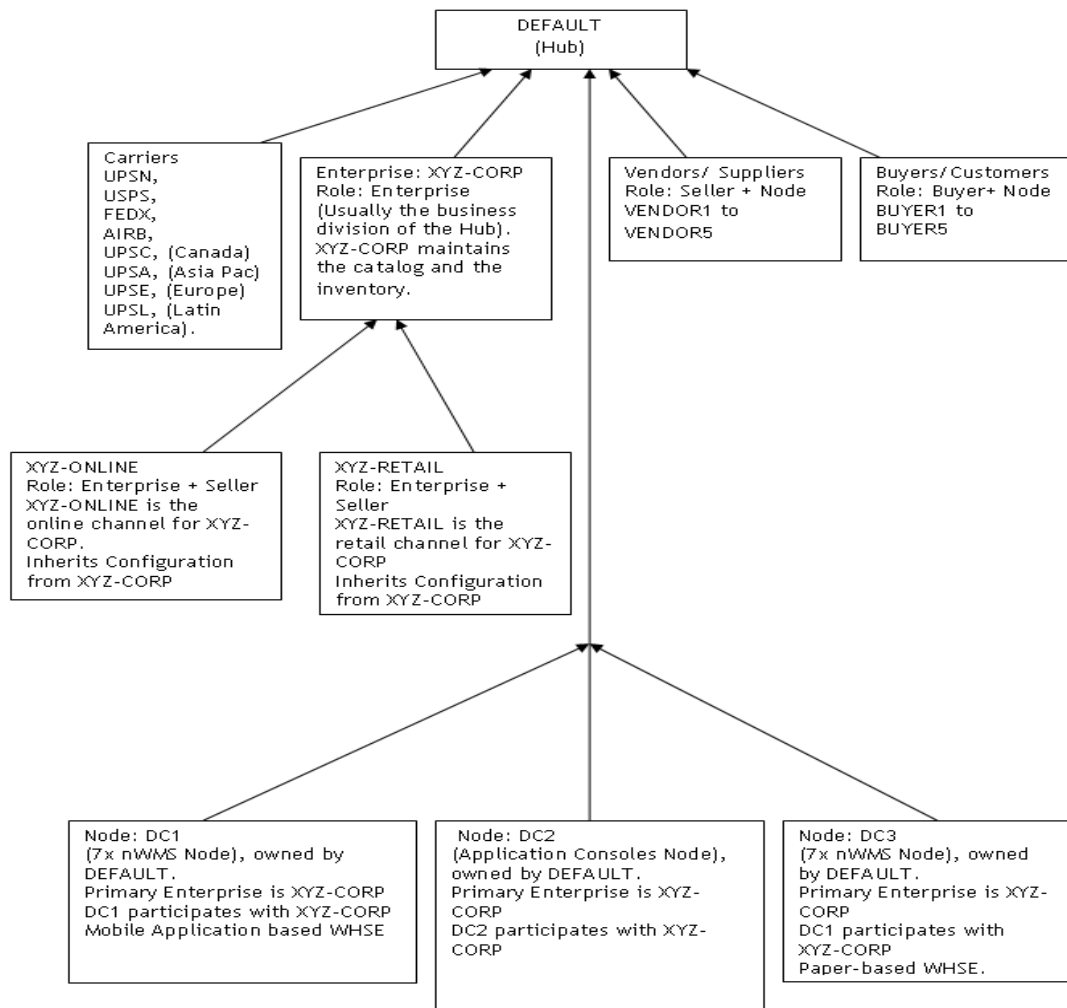 DEFAULT
(Hub)
Carriers
UPSN,
USPS,
FEDX,
AIRB,
UPSC, (Canada)
UPSA, (Asia Pac)
UPSE, (Europe)
UPSL, (Latin
America).
Enterprise: XYZ-CORP
Role: Enterprise
(Usually the business
division of the Hub).
XYZ-CORP maintains
the catalog and the
inventory.
Vendors/ Suppliers
Role: Seller + Node
VENDOR1 to
VENDOR5
Buyers/Customers
Role: Buyer+ Node
BUYER1 to
BUYER5
XYZ-ONLINE
Role: Enterprise + Seller
XYZ-ONLINE is the
online channel for XYZ-
CORP.
Inherits Configuration
from XYZ-CORP
XYZ-RETAIL
Role: Enterprise +
Seller
XYZ-RETAIL is the
retail channel for XYZ-
CORP
Inherits Configuration
from XYZ-CORP
Node: DC1
(7x nWMS Node), owned by
DEFAULT.
Primary Enterprise is XYZ-CORP
DC1 participates with XYZ-CORP
Mobile Application based WHSE
Node: DC2
(Application Consoles Node),
owned by DEFAULT.
Primary Enterprise is XYZ-
CORP
DC2 participates with XYZ-
CORP
Node: DC3
(7x nWMS Node), owned
by DEFAULT.
Primary Enterprise is XYZ-
CORP
DC1 participates with
XYZ-CORP
Paper-based WHSE.